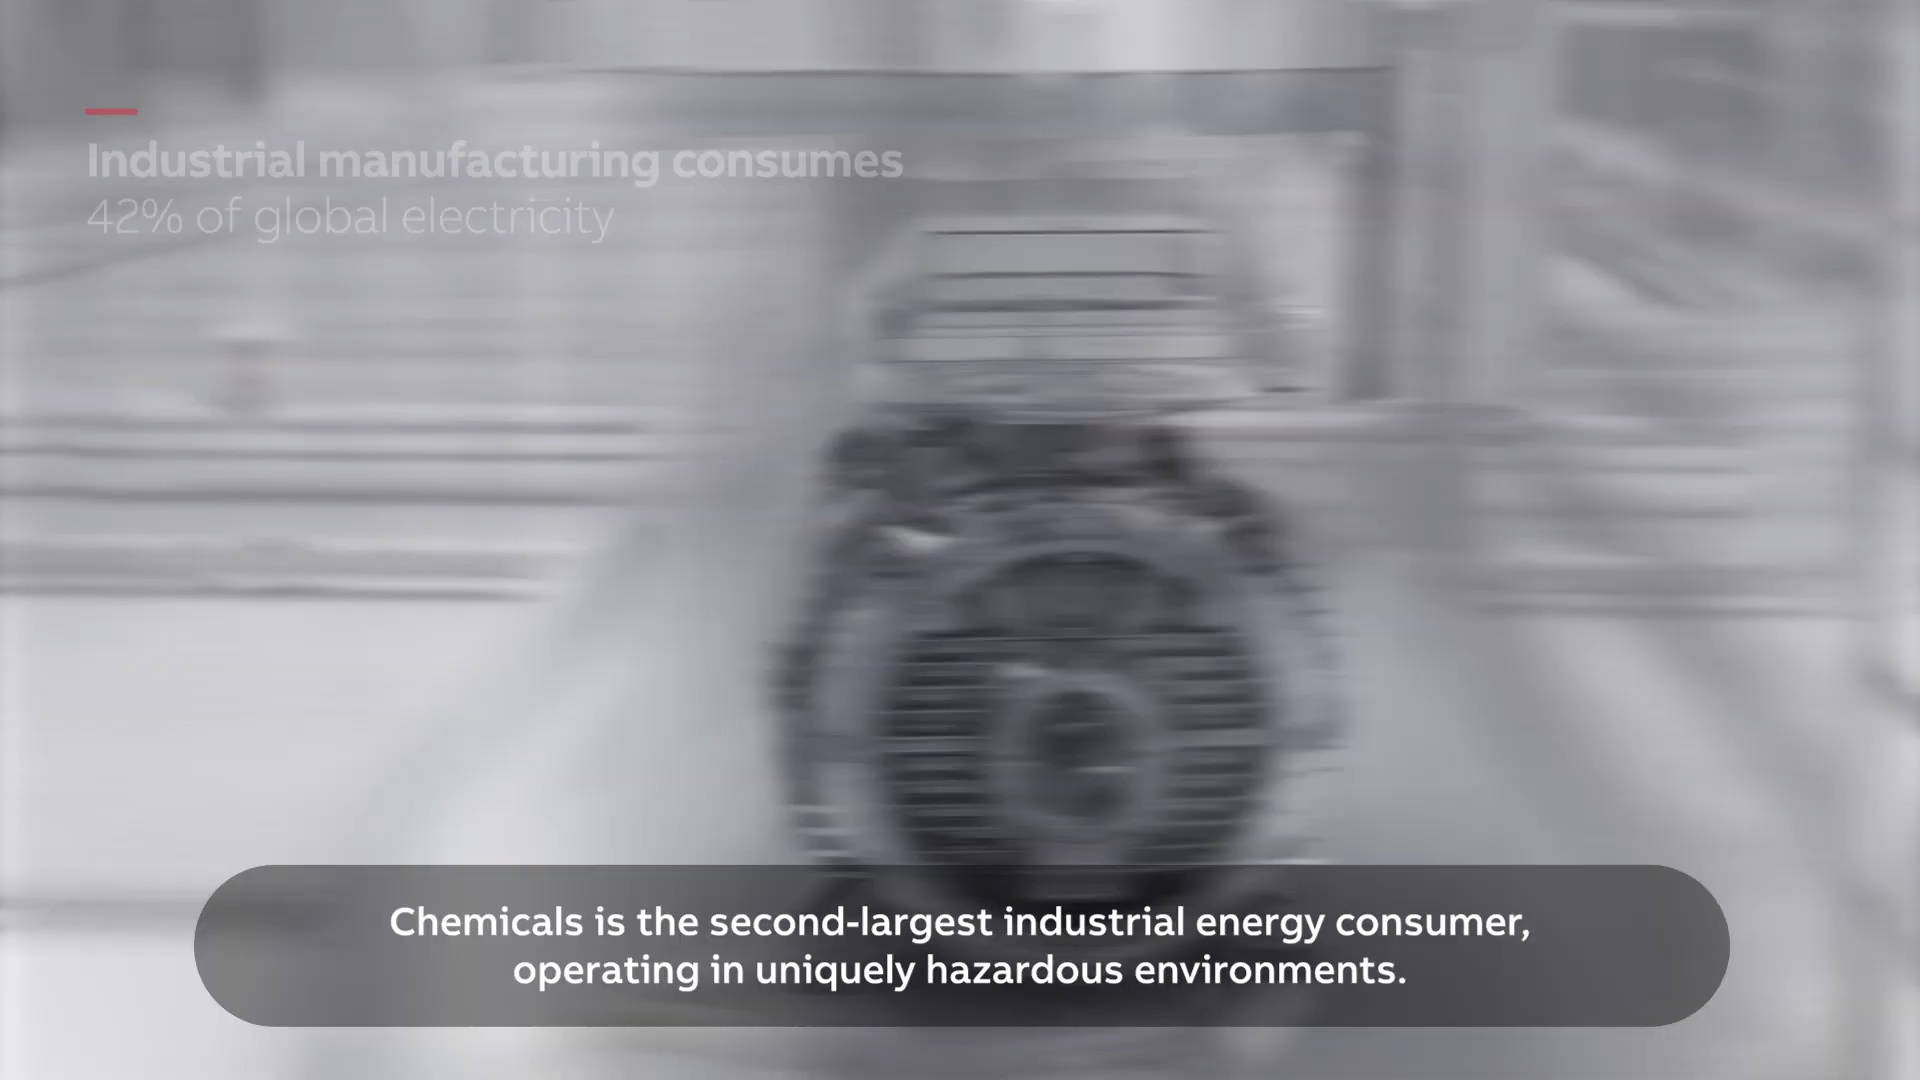 Industrial manufacturing consumes
42% of global electricity
Chemicals is the second-largest industrial energy consumer,
operating in uniquely hazardous environments.